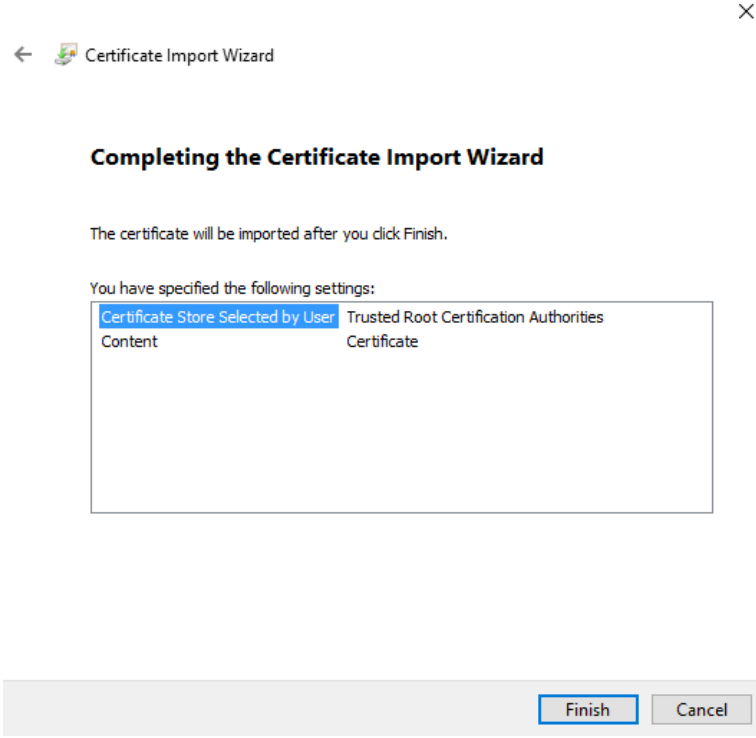 Certificate Import Wizard
Completing the Certificate Import Wizard
The certificate will be imported after you click Finish.
You have specified the following settings:
Certificate Store Selected by User Trusted Root Certification Authorities
Content Certificate
Finish Cancel